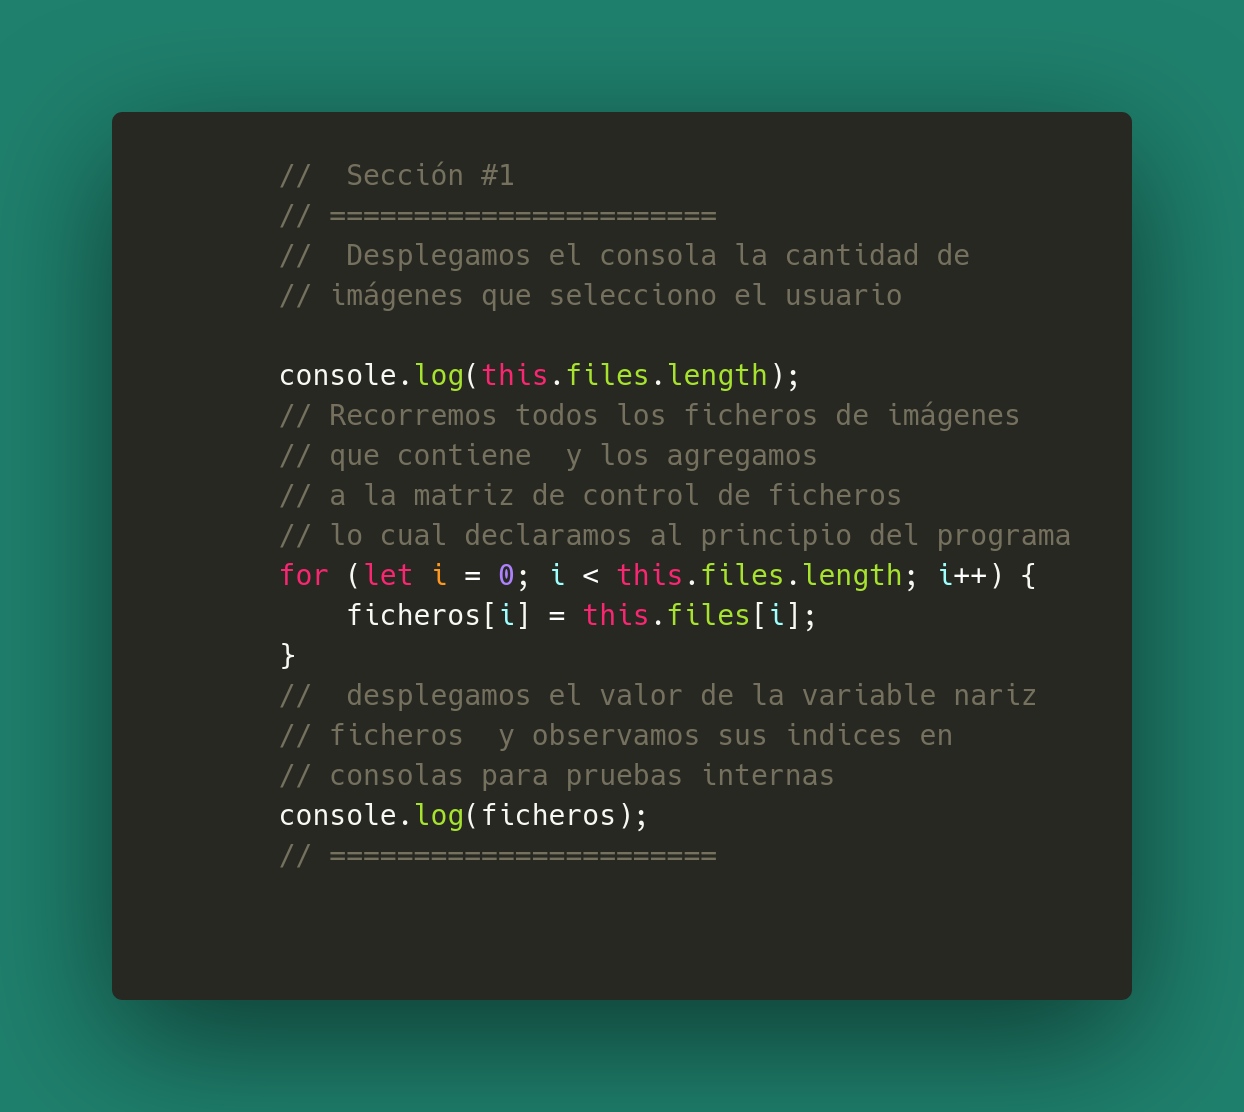 //  Sección #1
// =======================
//  Desplegamos el consola la cantidad de
// imágenes que selecciono el usuario
console.log(this.files.length);
// Recorremos todos los ficheros de imágenes
// que contiene  y los agregamos
// a la matriz de control de ficheros
// lo cual declaramos al principio del programa
for (let i = 0; i < this.files.length; i++) {
    ficheros[i] = this.files[i];
}
//  desplegamos el valor de la variable nariz
// ficheros  y observamos sus indices en
// consolas para pruebas internas
console.log(ficheros);
// =======================